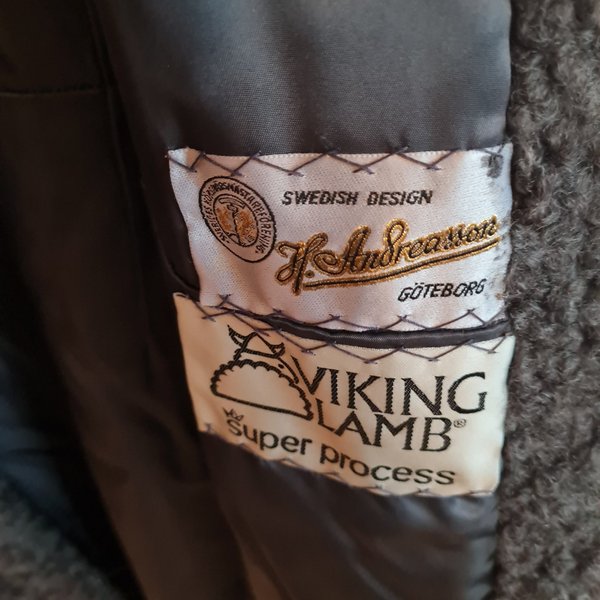 SWEDISH DESIGN
H. Andreasson
GÖTEBORG
VIKING
LAMB®
Super process